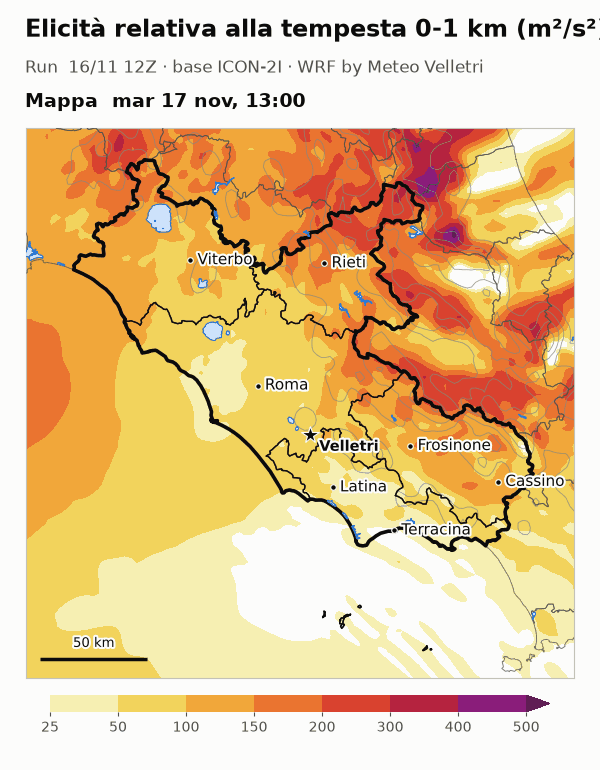 Elicità relativa alla tempesta 0-1 km (m²/s²)
Run 16/11 12Z · base ICON-2I · WRF by Meteo Velletri
Mappa mar 17 nov, 13:00
Viterbo
Rieti
Roma
Velletri
Frosinone
Latina
Cassino
Terracina
50 km
25 50 100 150 200 300 400 500